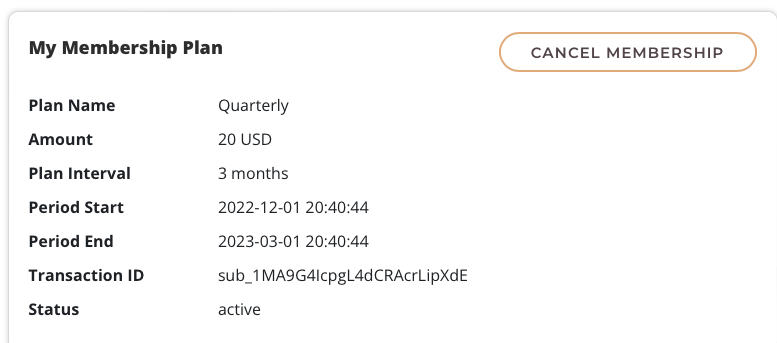 My Membership Plan CANCEL MEMBERSHIP
Plan Name Quarterly
Amount 20 USD
Plan Interval 3 months
Period Start 2022-12-01 20:40:44
Period End 2023-03-01 20:40:44
Transaction ID sub_1MA9G4IcpgL4dCRAcrLipXdE
Status active